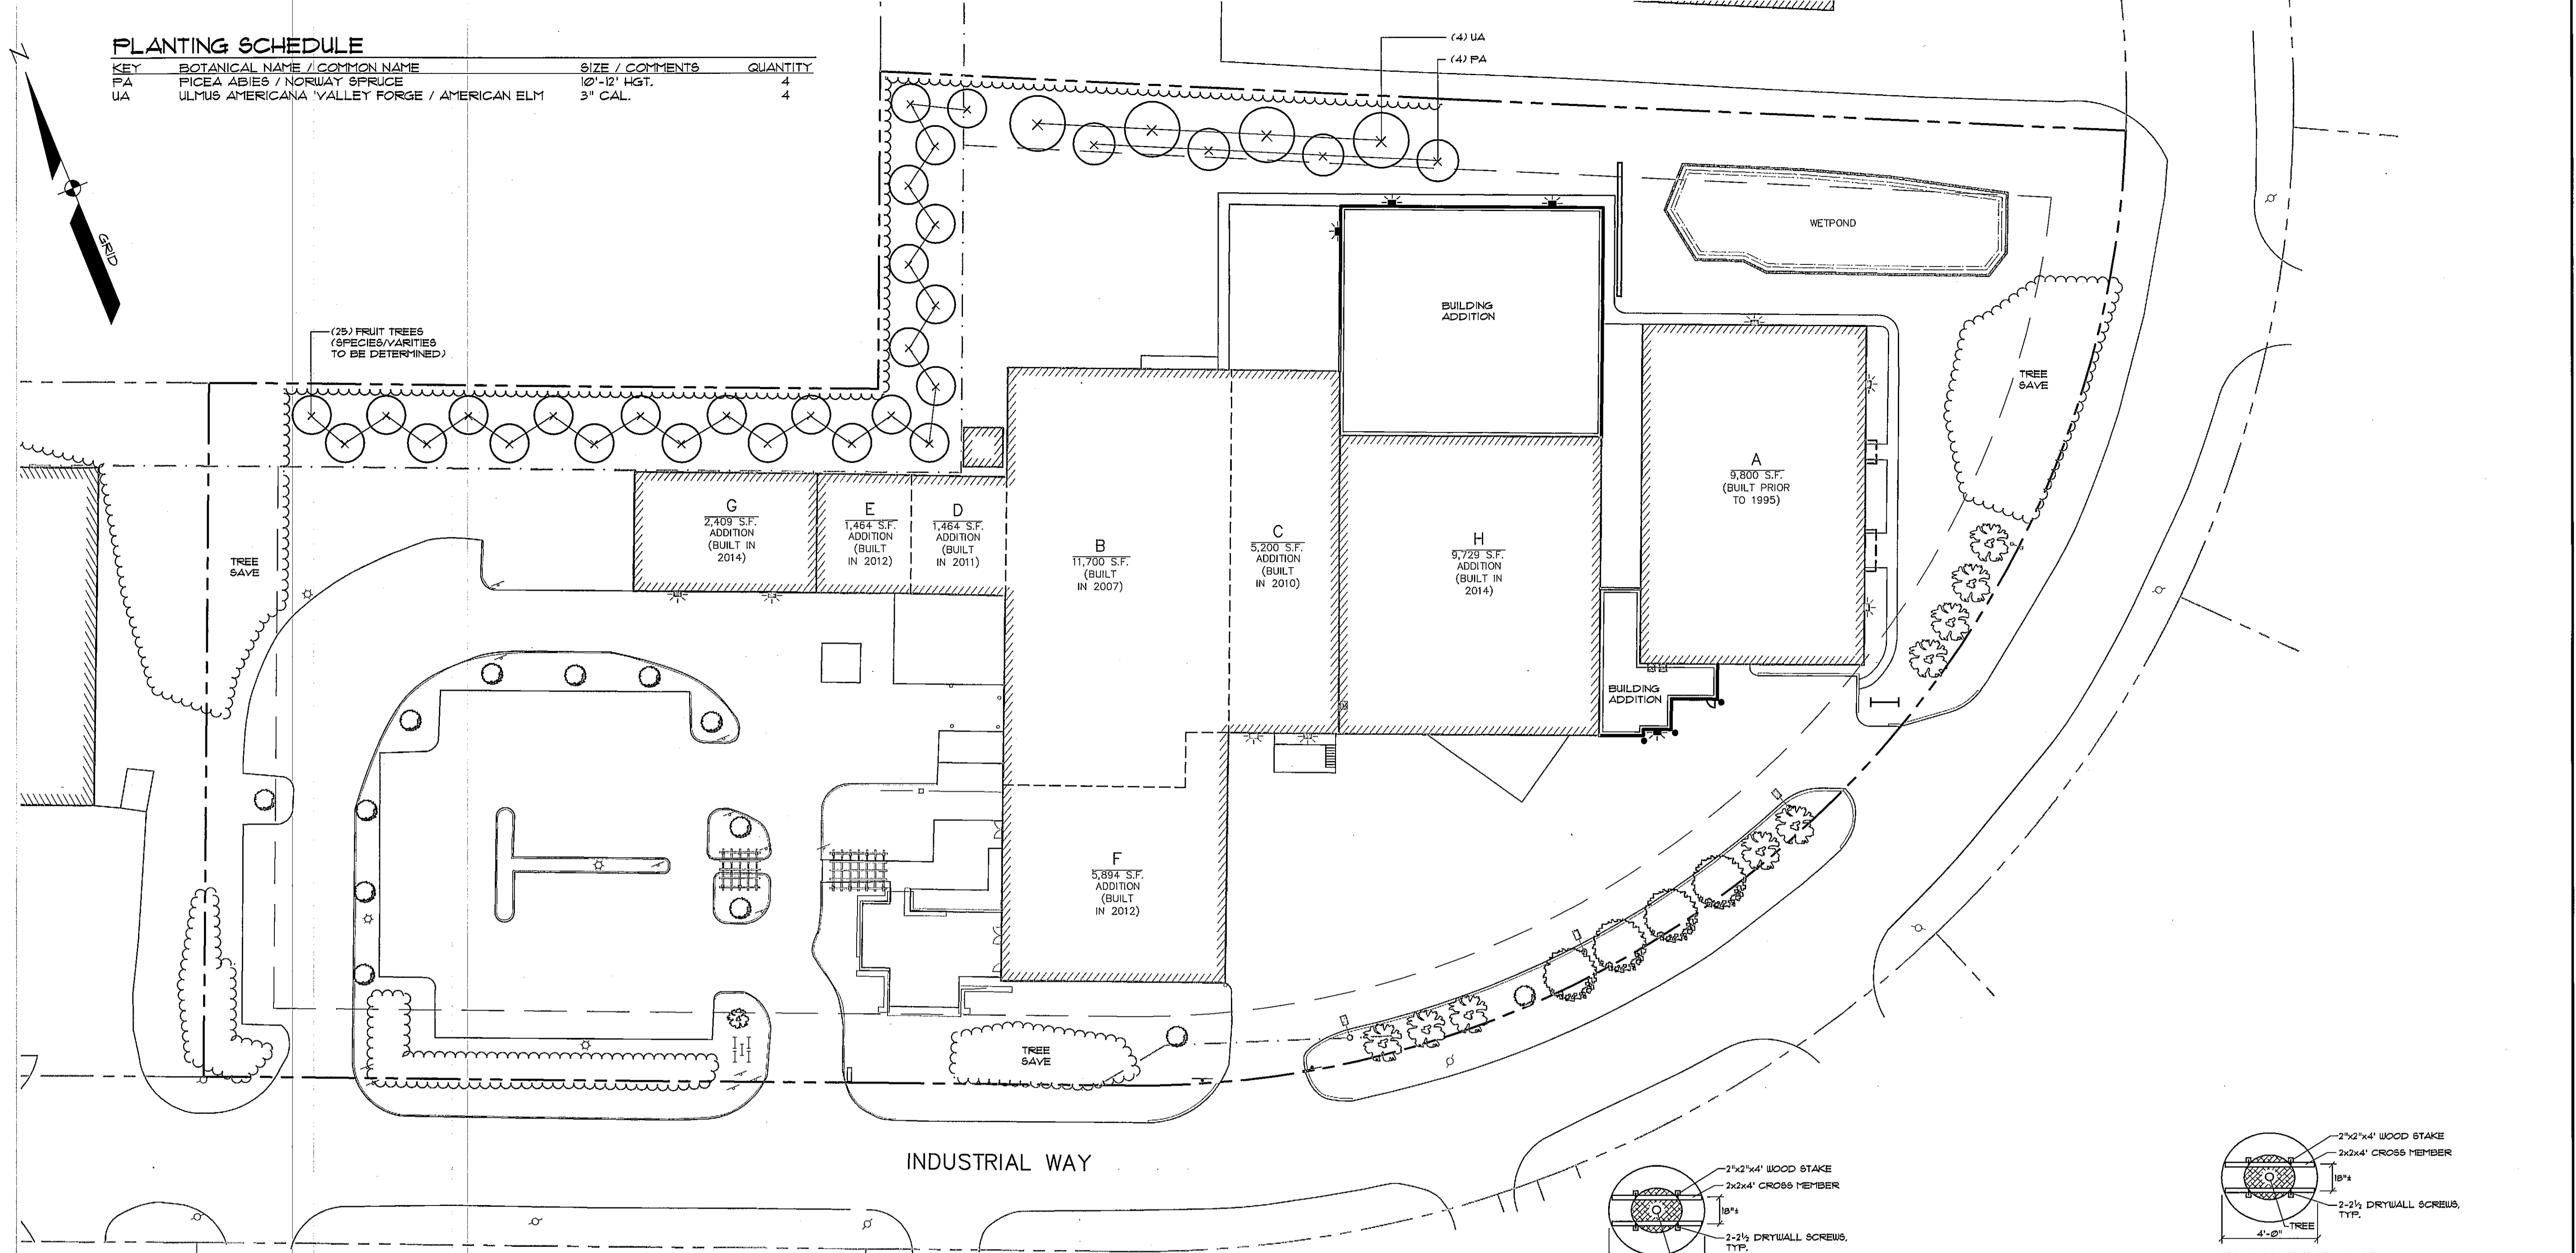 PLANTING SCHEDULE
KEY BOTANICAL NAME / COMMON NAME SIZE / COMMENTS QUANTITY
PA PICEA ABIES / NORWAY SPRUCE 10'-12' HGT. 4
UA ULMUS AMERICANA 'VALLEY FORGE / AMERICAN ELM 3" CAL. 4
N
GRID
(4) UA
(4) PA
WETPOND
BUILDING
ADDITION
(25) FRUIT TREES
(SPECIES/VARITIES
TO BE DETERMINED)
TREE
SAVE
A
9,800 S.F.
(BUILT PRIOR
TO 1995)
G
2,409 S.F.
ADDITION
(BUILT IN
2014)
E
1,464 S.F.
ADDITION
(BUILT
IN 2012)
D
1,464 S.F.
ADDITION
(BUILT
IN 2011)
B
11,700 S.F.
(BUILT
IN 2007)
C
5,200 S.F.
ADDITION
(BUILT
IN 2010)
H
9,729 S.F.
ADDITION
(BUILT IN
2014)
TREE
SAVE
BUILDING
ADDITION
F
5,894 S.F.
ADDITION
(BUILT
IN 2012)
TREE
SAVE
INDUSTRIAL WAY
2"x2"x4' WOOD STAKE
2x2x4' CROSS MEMBER
18"±
2-2½ DRYWALL SCREWS,
TYP.
2"x2"x4' WOOD STAKE
2x2x4' CROSS MEMBER
18"±
2-2½ DRYWALL SCREWS,
TYP.
TREE
4'-0"